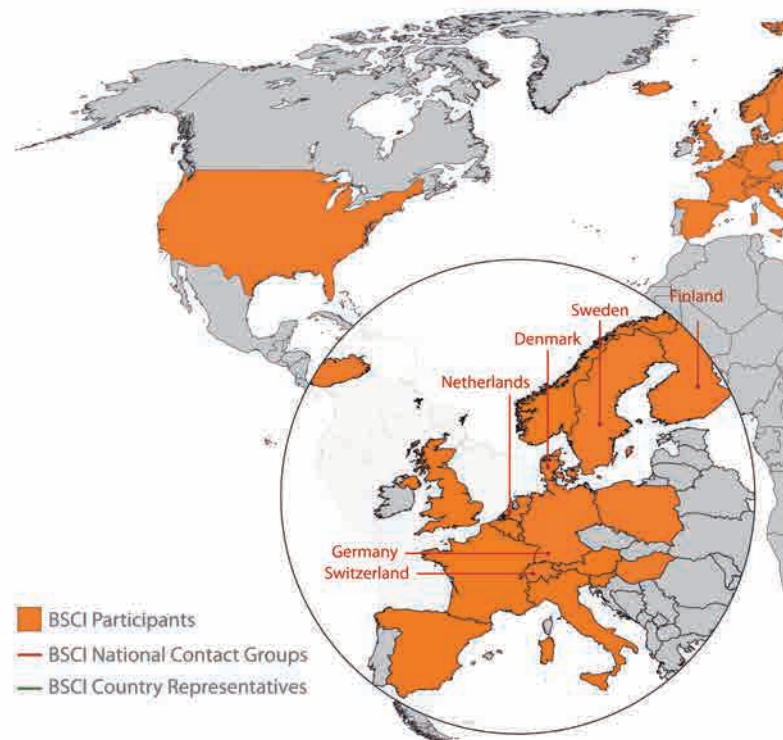 Finland
Sweden
Denmark
Netherlands
Germany
Switzerland
BSCI Participants
BSCI National Contact Groups
BSCI Country Representatives